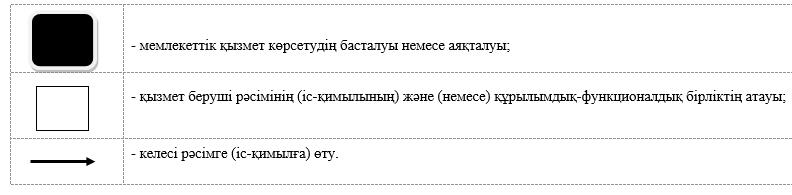 - мемлекеттік қызмет көрсетудің басталуы немесе аяқталуы;
- қызмет беруші рәсімінің (іс-қимылының) және (немесе) құрылымдық-функционалдық бірліктің атауы;
- келесі рәсімге (іс-қимылға) өту.